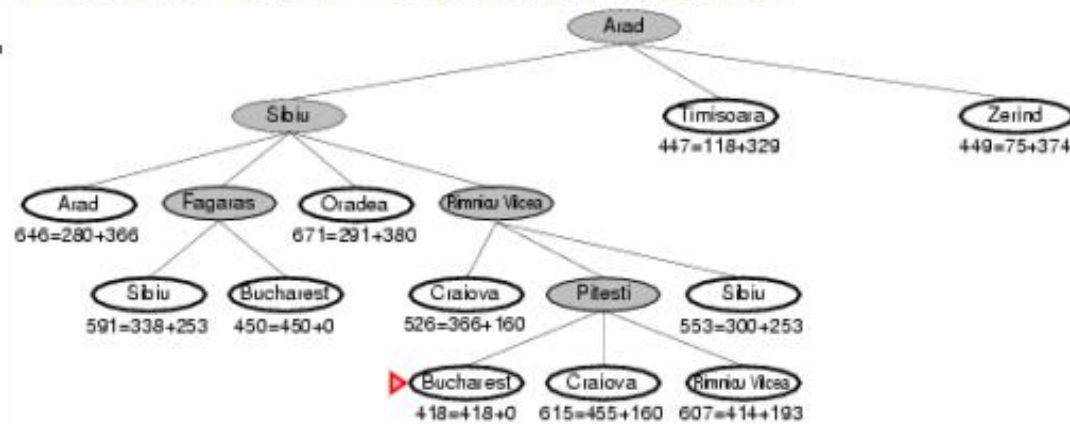 Arad
Sibiu
Timisoara
Zerind
447=118+329
449=75+374
Arad
Fagaras
Oradea
Rimnicu Vilcea
646=280+366
671=291+380
Sibiu
Bucharest
Craiova
Pitesti
Sibiu
591=338+253
450=450+0
526=366+160
553=300+253
Bucharest
Craiova
Rimnicu Vilcea
418=418+0
615=455+160
607=414+193